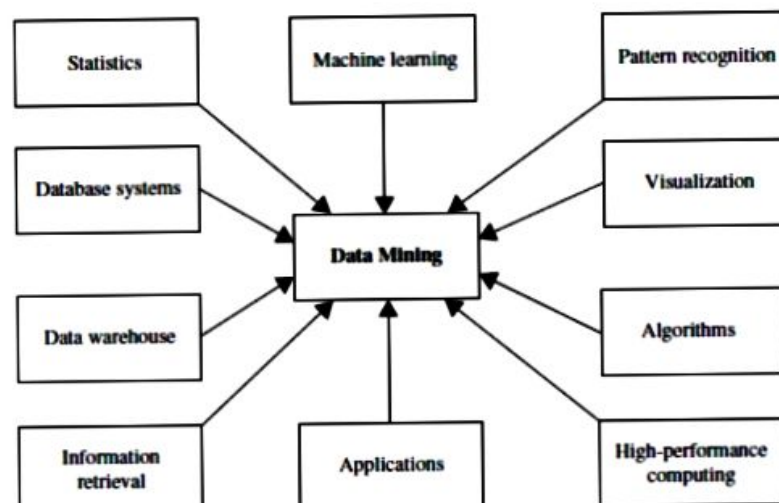 Statistics
Machine learning
Pattern recognition
Database systems
Visualization
Data Mining
Data warehouse
Algorithms
Information
retrieval
Applications
High-performance
computing